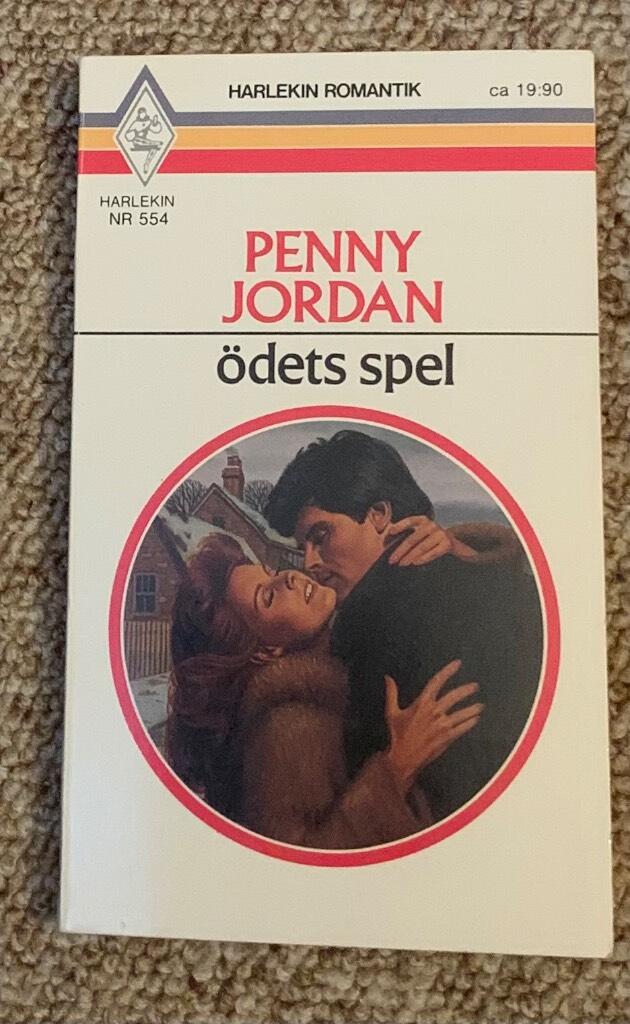 HARLEKIN ROMANTIK
ca 19:90
HARLEKIN
NR 554
PENNY
JORDAN
ödets spel